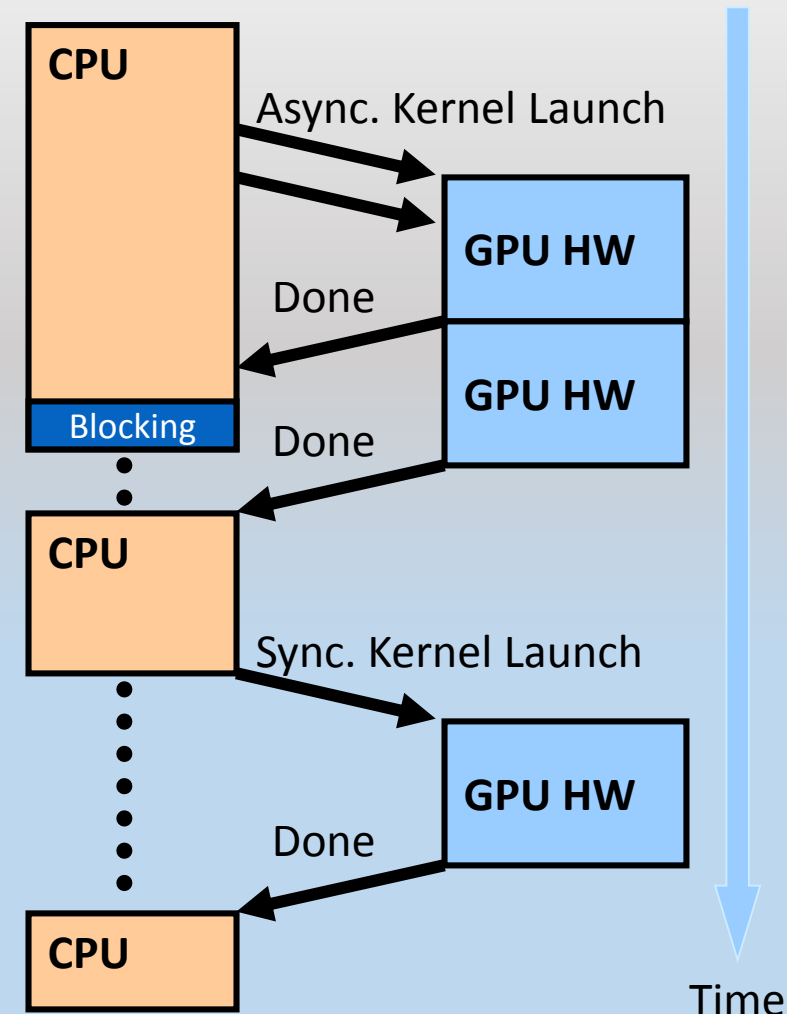 CPU
Async. Kernel Launch
GPU HW
Done
GPU HW
Blocking
Done
CPU
Sync. Kernel Launch
GPU HW
Done
CPU
Time